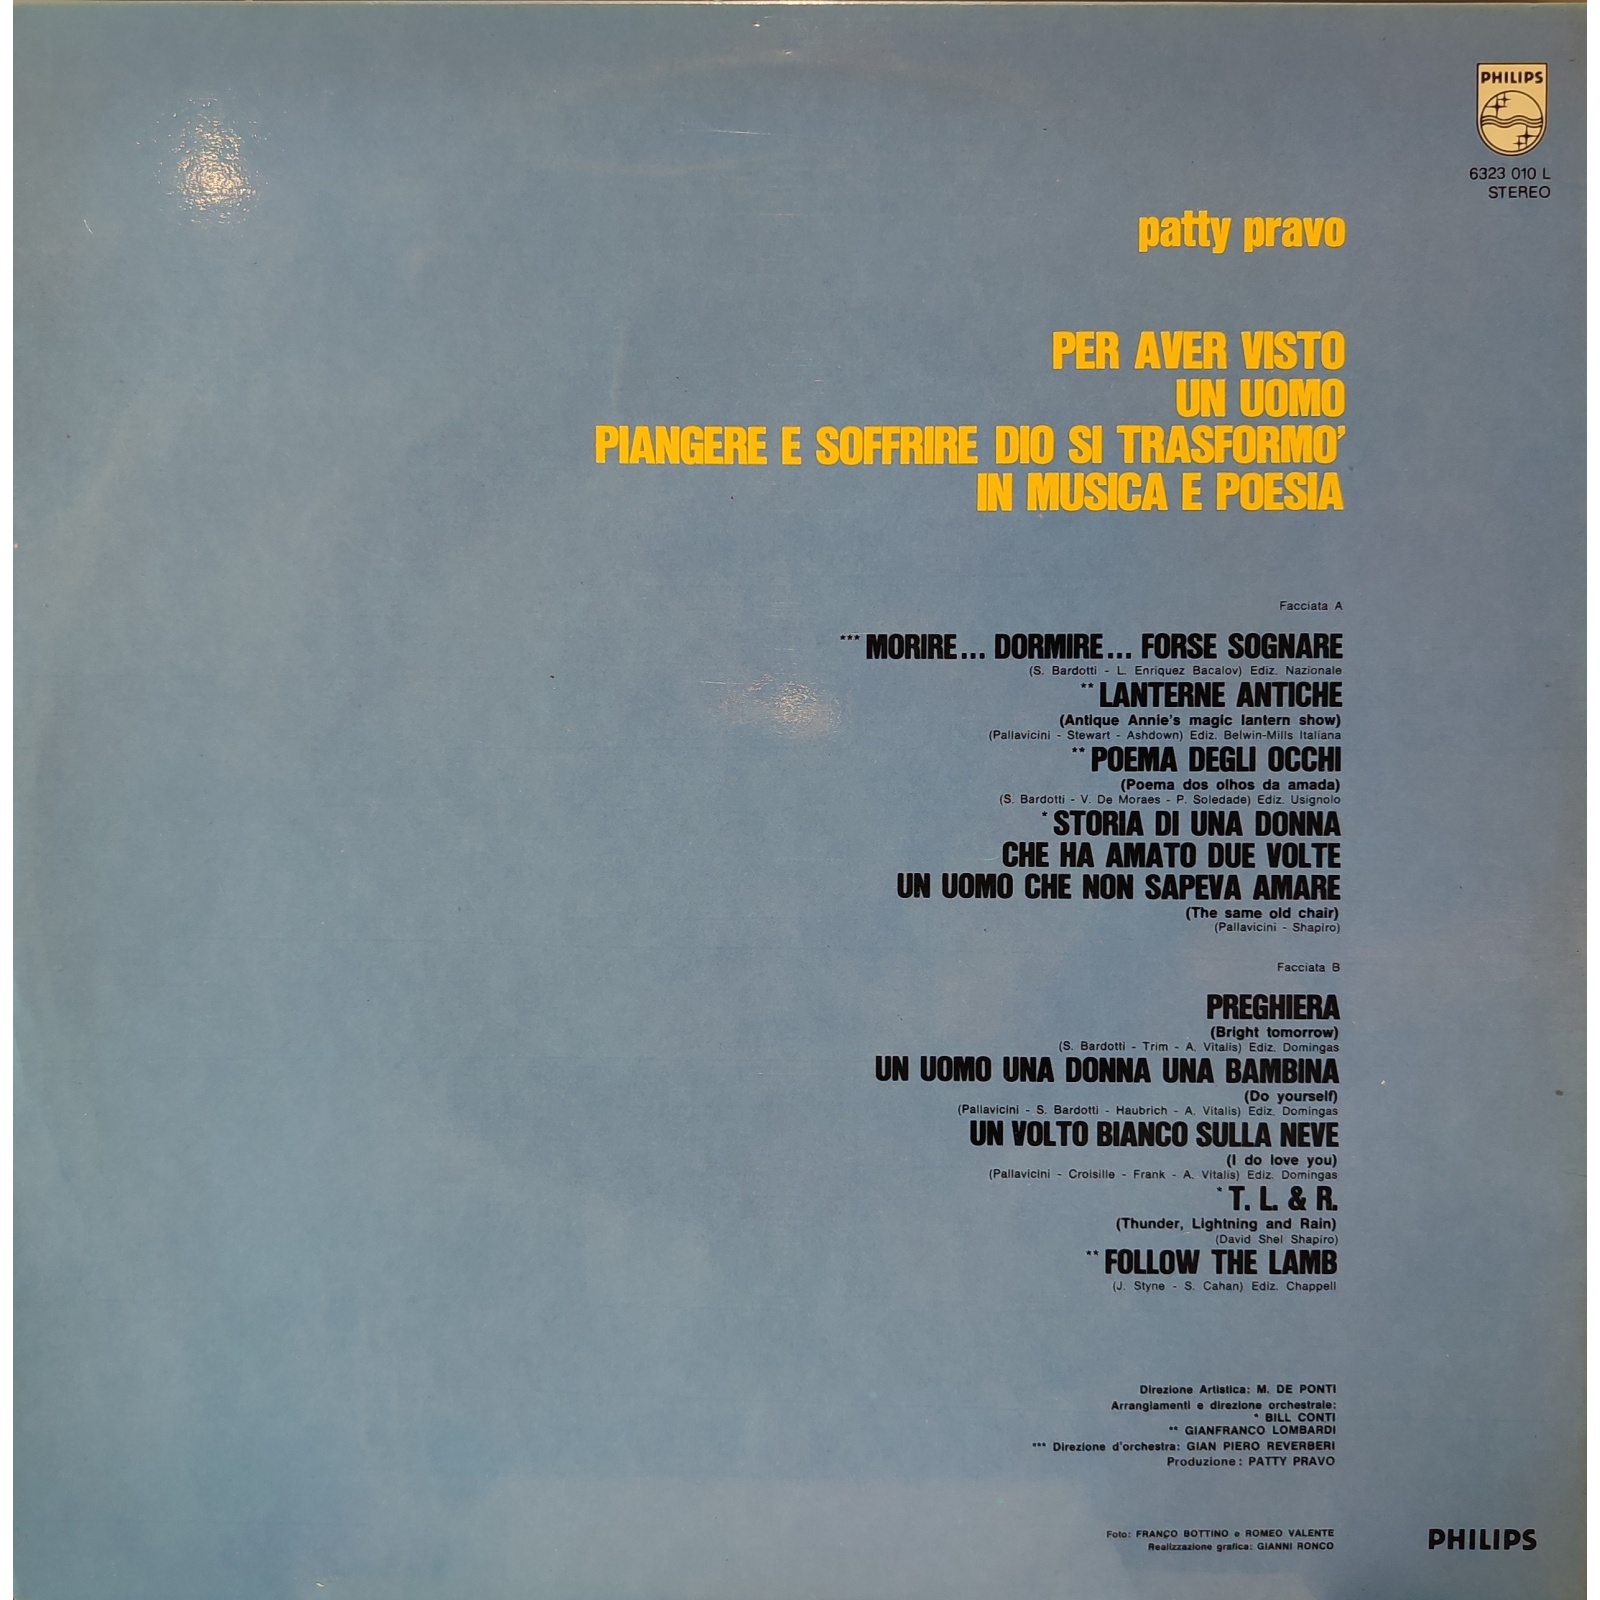 PHILIPS
6323 010 L
STEREO
patty pravo
PER AVER VISTO
UN UOMO
PIANGERE E SOFFRIRE DIO SI TRASFORMO'
IN MUSICA E POESIA
Facciata A
*** MORIRE... DORMIRE... FORSE SOGNARE
(S. Bardotti - L. Enriquez Bacalov) Ediz. Nazionale
** LANTERNE ANTICHE
(Antique Annie's magic lantern show)
(Pallavicini - Stewart - Ashdown) Ediz. Belwin-Mills Italiana
** POEMA DEGLI OCCHI
(Poema dos olhos da amada)
(S. Bardotti - V. De Moraes - P. Soledade) Ediz. Usignolo
* STORIA DI UNA DONNA
CHE HA AMATO DUE VOLTE
UN UOMO CHE NON SAPEVA AMARE
(The same old chair)
(Pallavicini - Shapiro)
Facciata B
PREGHIERA
(Bright tomorrow)
(S. Bardotti - Trim - A. Vitalis) Ediz. Domingas
UN UOMO UNA DONNA UNA BAMBINA
(Do yourself)
(Pallavicini - S. Bardotti - Haubrich - A. Vitalis) Ediz. Domingas
UN VOLTO BIANCO SULLA NEVE
(I do love you)
(Pallavicini - Croisille - Frank - A. Vitalis) Ediz. Domingas
* T. L. & R.
(Thunder, Lightning and Rain)
(David Shel Shapiro)
** FOLLOW THE LAMB
(J. Styne - S. Cahan) Ediz. Chappell
Direzione Artistica: M. DE PONTI
Arrangiamenti e direzione orchestrale:
* BILL CONTI
** GIANFRANCO LOMBARDI
*** Direzione d'orchestra: GIAN PIERO REVERBERI
Produzione: PATTY PRAVO
Foto: FRANCO BOTTINO e ROMEO VALENTE
Realizzazione grafica: GIANNI RONCO
PHILIPS